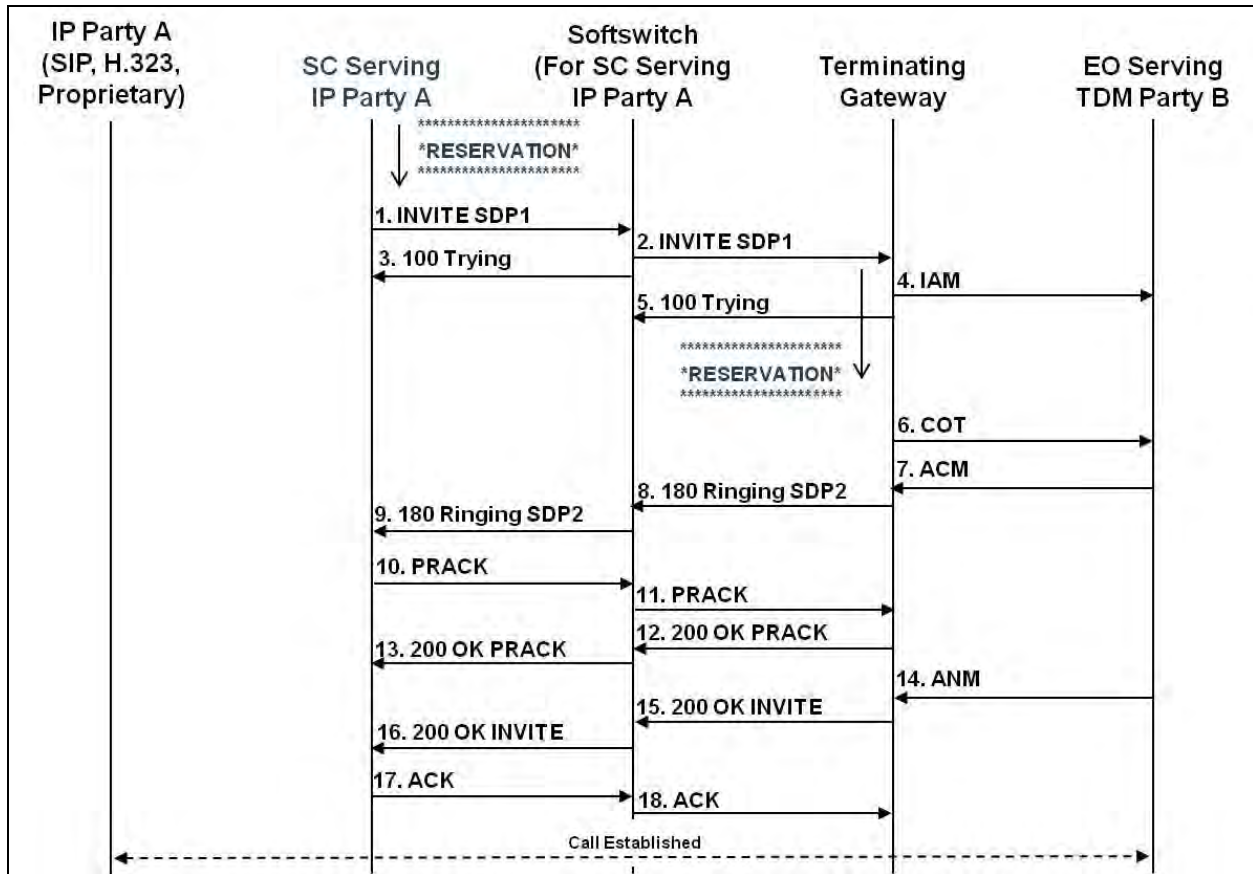 IP Party A
(SIP, H.323,
Proprietary)
SC Serving
IP Party A
Softswitch
(For SC Serving
IP Party A
Terminating
Gateway
EO Serving
TDM Party B
**********************
*RESERVATION*
**********************
1. INVITE SDP1
2. INVITE SDP1
3. 100 Trying
4. IAM
5. 100 Trying
**********************
*RESERVATION*
**********************
6. COT
7. ACM
8. 180 Ringing SDP2
9. 180 Ringing SDP2
10. PRACK
11. PRACK
12. 200 OK PRACK
13. 200 OK PRACK
14. ANM
15. 200 OK INVITE
16. 200 OK INVITE
17. ACK
18. ACK
Call Established